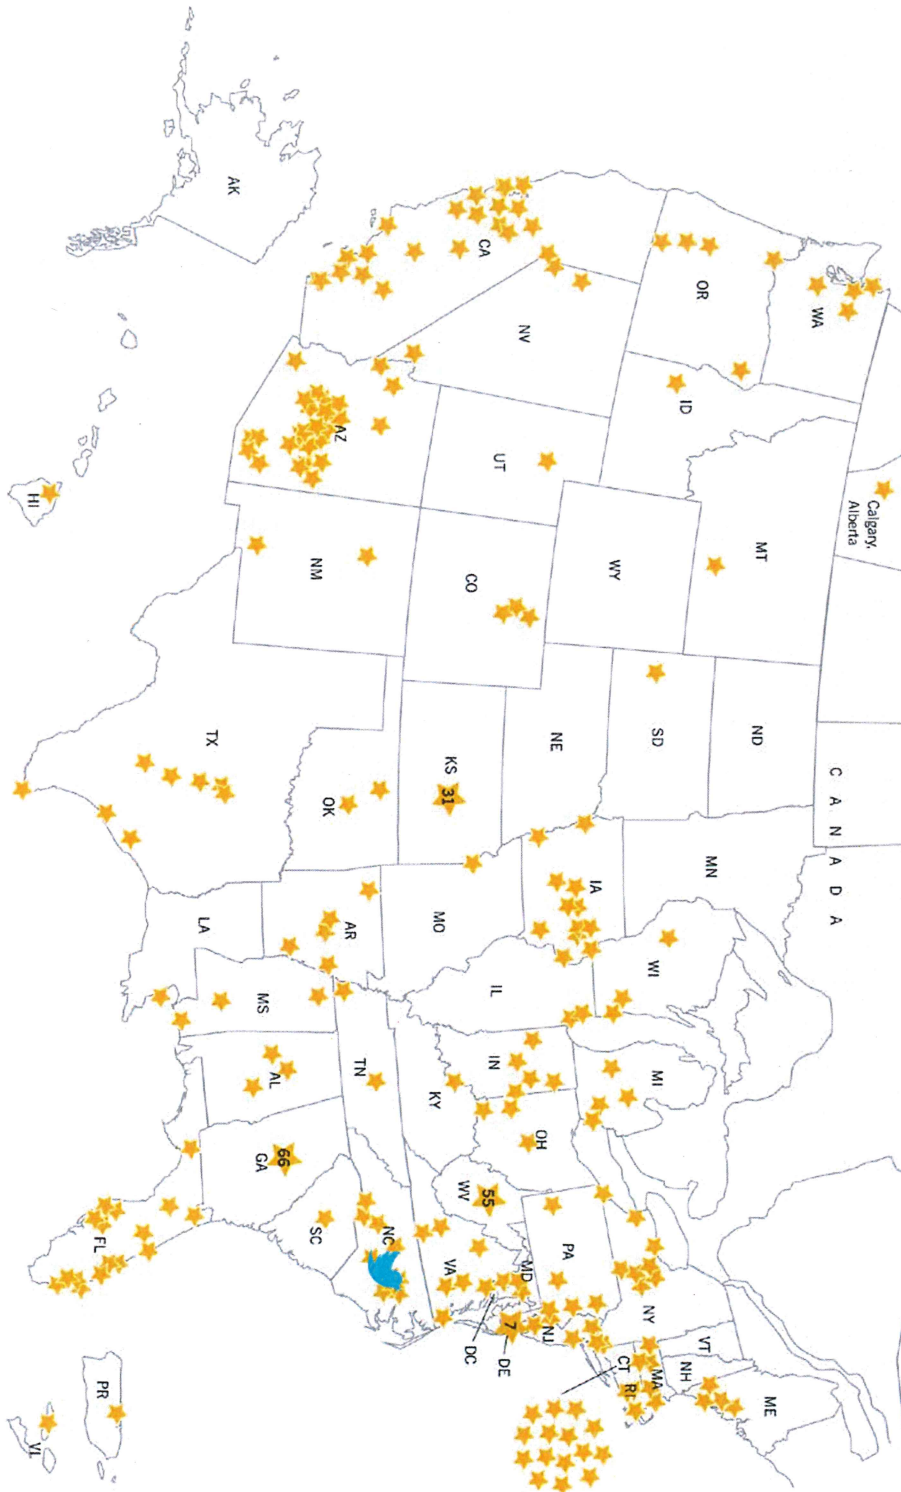 AK
HI
WA
OR
CA
NV
ID
AZ
UT
MT
WY
CO
NM
Calgary,
Alberta
CANADA
ND
SD
NE
KS
31
OK
TX
MN
IA
MO
AR
LA
WI
IL
MS
MI
IN
OH
KY
TN
AL
GA
66
WV
55
PA
NY
VT
NH
ME
MA
RI
CT
NJ
DE
7
MD
DC
VA
NC
SC
FL
PR
VI